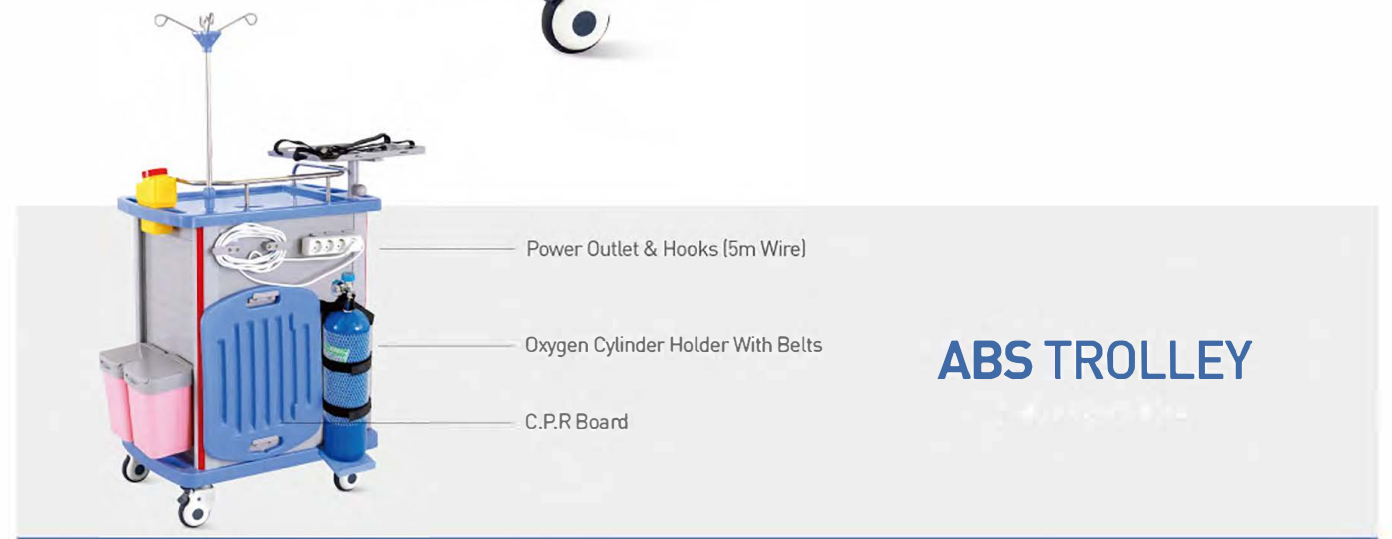 Power Outlet & Hooks (5m Wire)
Oxygen Cylinder Holder With Belts
ABS TROLLEY
C.P.R Board